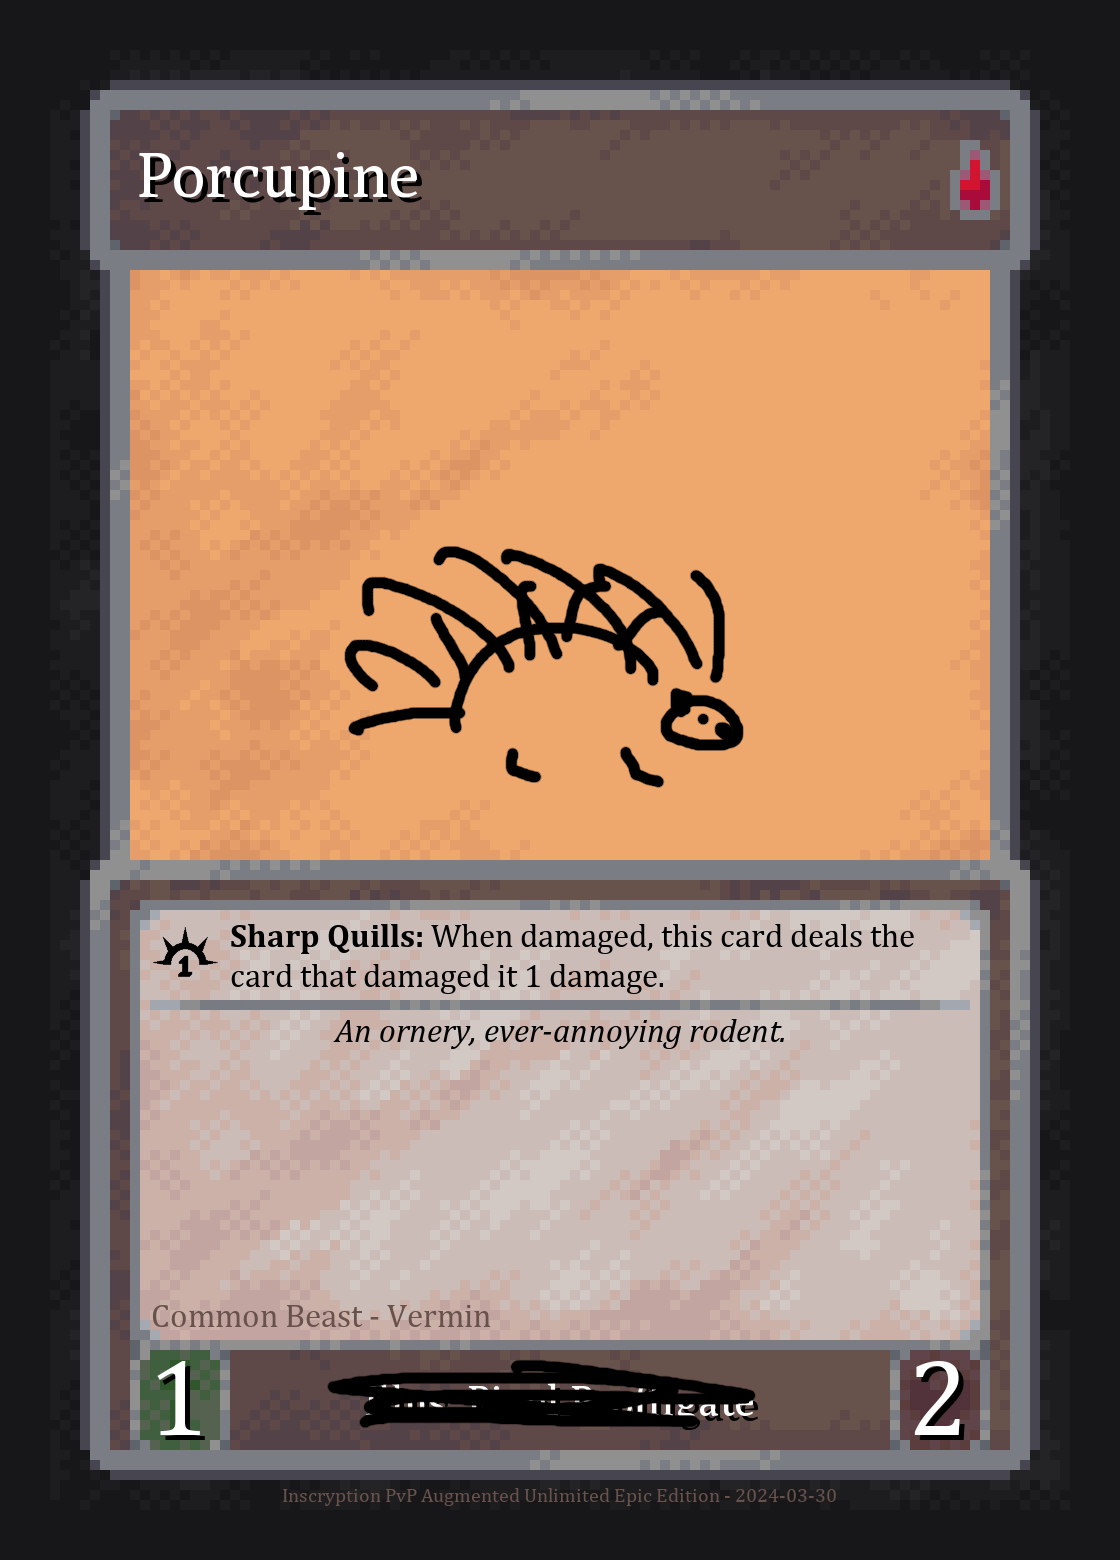 Porcupine
Sharp Quills: When damaged, this card deals the
card that damaged it 1 damage.
An ornery, ever-annoying rodent.
Common Beast - Vermin
1
2
Inscryption PvP Augmented Unlimited Epic Edition - 2024-03-30